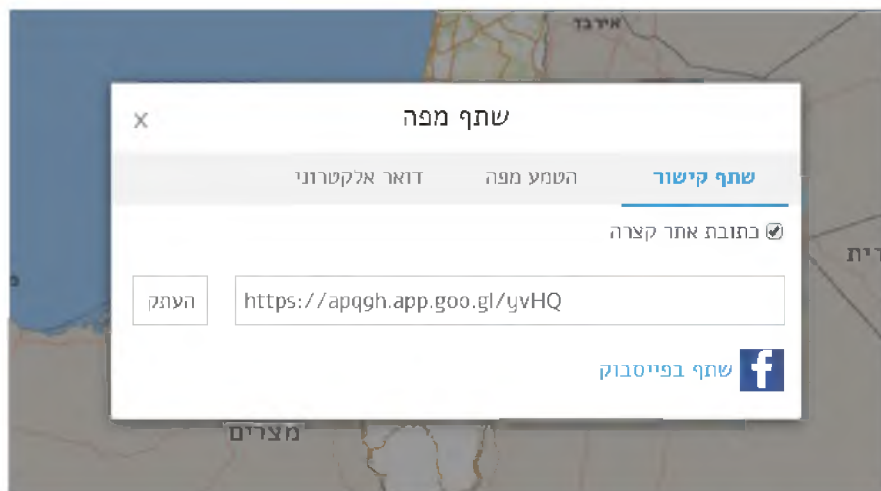 אירבד
שתף מפה
x
שתף קישור
הטמע מפה
דואר אלקטרוני
כתובת אתר קצרה
רית
https://apqgh.app.goo.gl/yvHQ
העתק
שתף בפייסבוק
מצרים